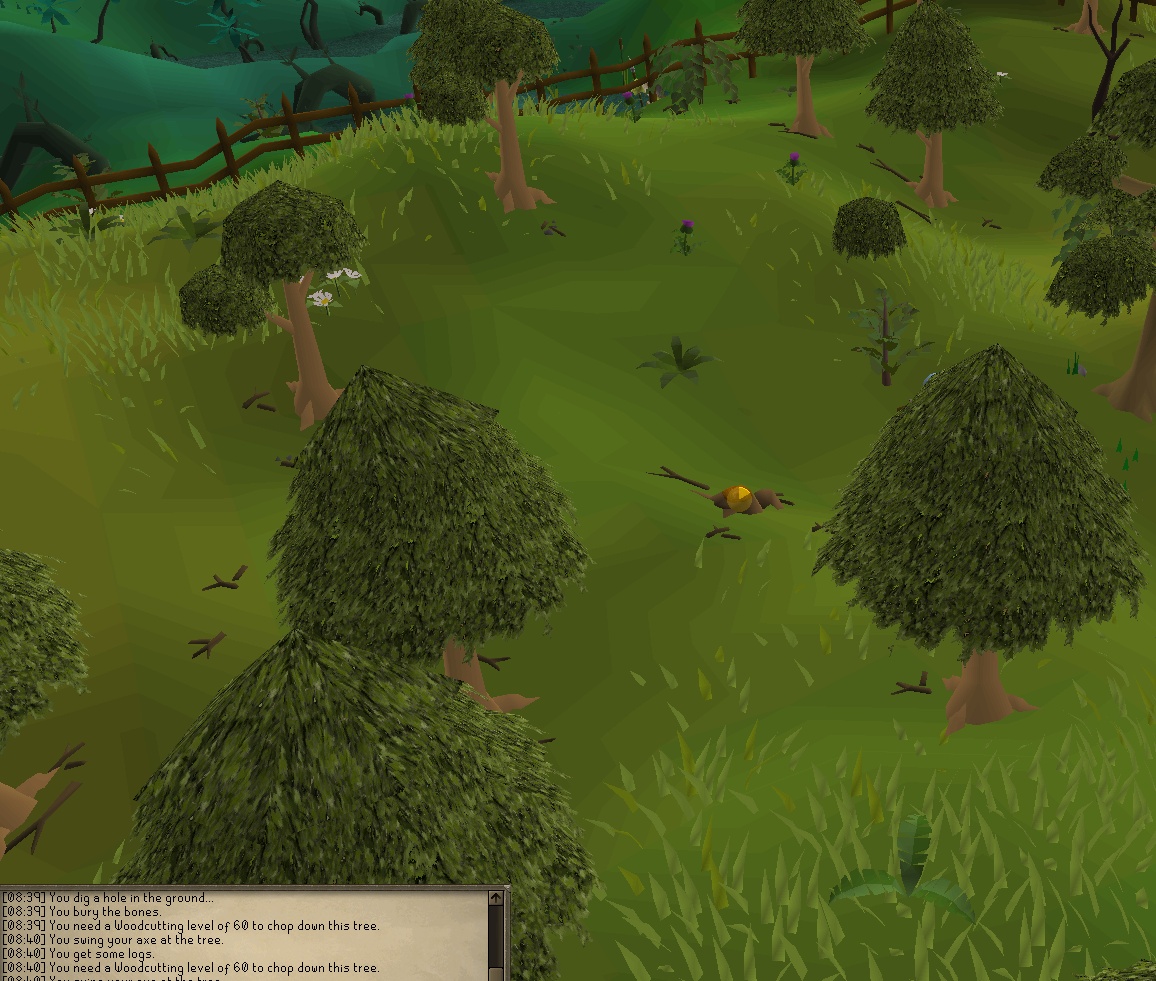 [08:39] You dig a hole in the ground...
[08:39] You bury the bones.
[08:39] You need a Woodcutting level of 60 to chop down this tree.
[08:40] You swing your axe at the tree.
[08:40] You get some logs.
[08:40] You need a Woodcutting level of 60 to chop down this tree.